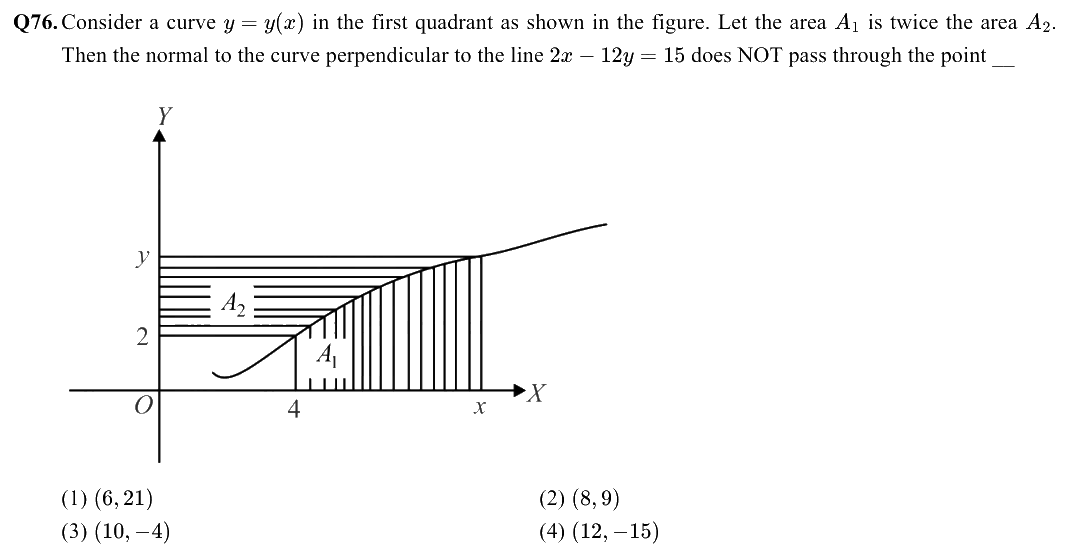 Q76. Consider a curve y = y(x) in the first quadrant as shown in the figure. Let the area A₁ is twice the area A₂.
Then the normal to the curve perpendicular to the line 2x − 12y = 15 does NOT pass through the point __
Y
y
A₂
2
A₁
O
4
x
X
(1) (6, 21)
(2) (8, 9)
(3) (10, −4)
(4) (12, −15)